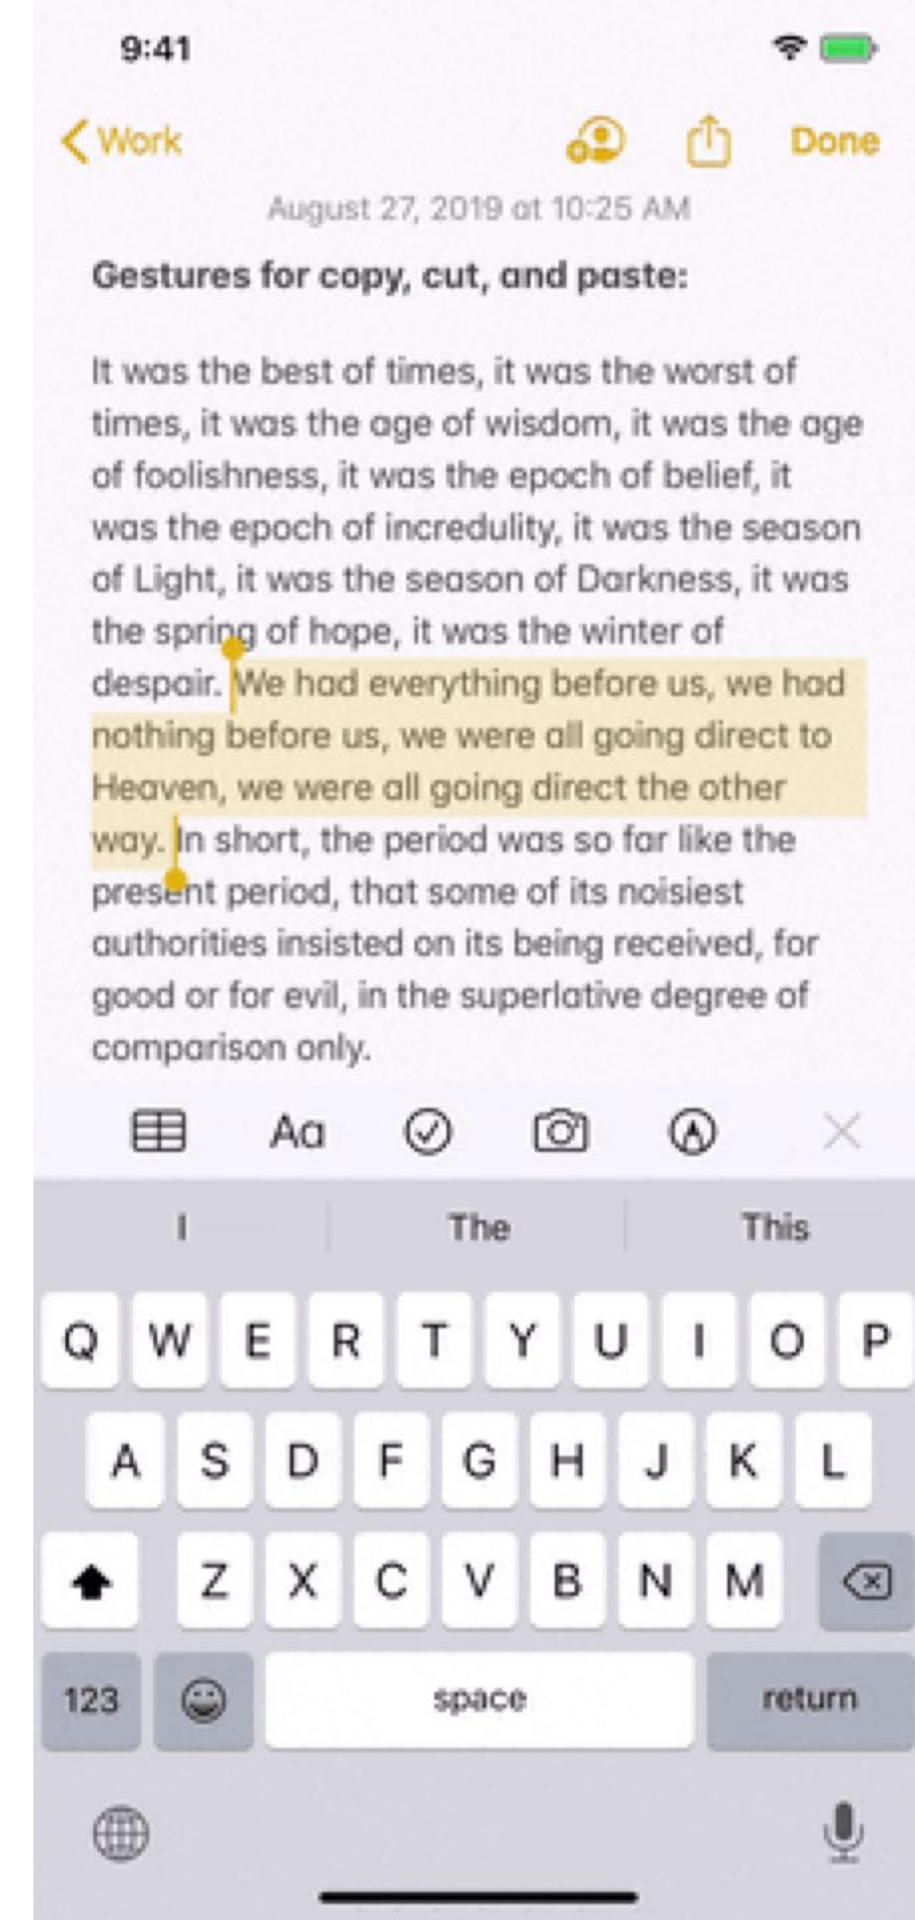 9:41
Work
Done
August 27, 2019 at 10:25 AM
Gestures for copy, cut, and paste:
It was the best of times, it was the worst of
times, it was the age of wisdom, it was the age
of foolishness, it was the epoch of belief, it
was the epoch of incredulity, it was the season
of Light, it was the season of Darkness, it was
the spring of hope, it was the winter of
despair. We had everything before us, we had
nothing before us, we were all going direct to
Heaven, we were all going direct the other
way. In short, the period was so far like the
present period, that some of its noisiest
authorities insisted on its being received, for
good or for evil, in the superlative degree of
comparison only.
Aa
I The This
Q W E R T Y U I O P
A S D F G H J K L
Z X C V B N M
123 space return